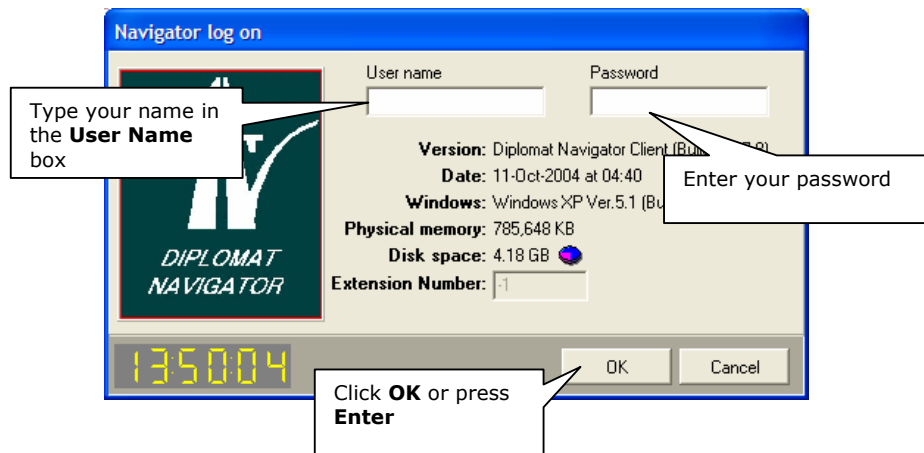 Navigator log on
User name
Password
Type your name in
the User Name
box
Version: Diplomat Navigator Client
Enter your password
Date: 11-Oct-2004 at 04:40
Windows: Windows XP Ver.5.1
Physical memory: 785,648 KB
Disk space: 4.18 GB
Extension Number: -1
DIPLOMAT
NAVIGATOR
13:50:04
OK
Cancel
Click OK or press
Enter